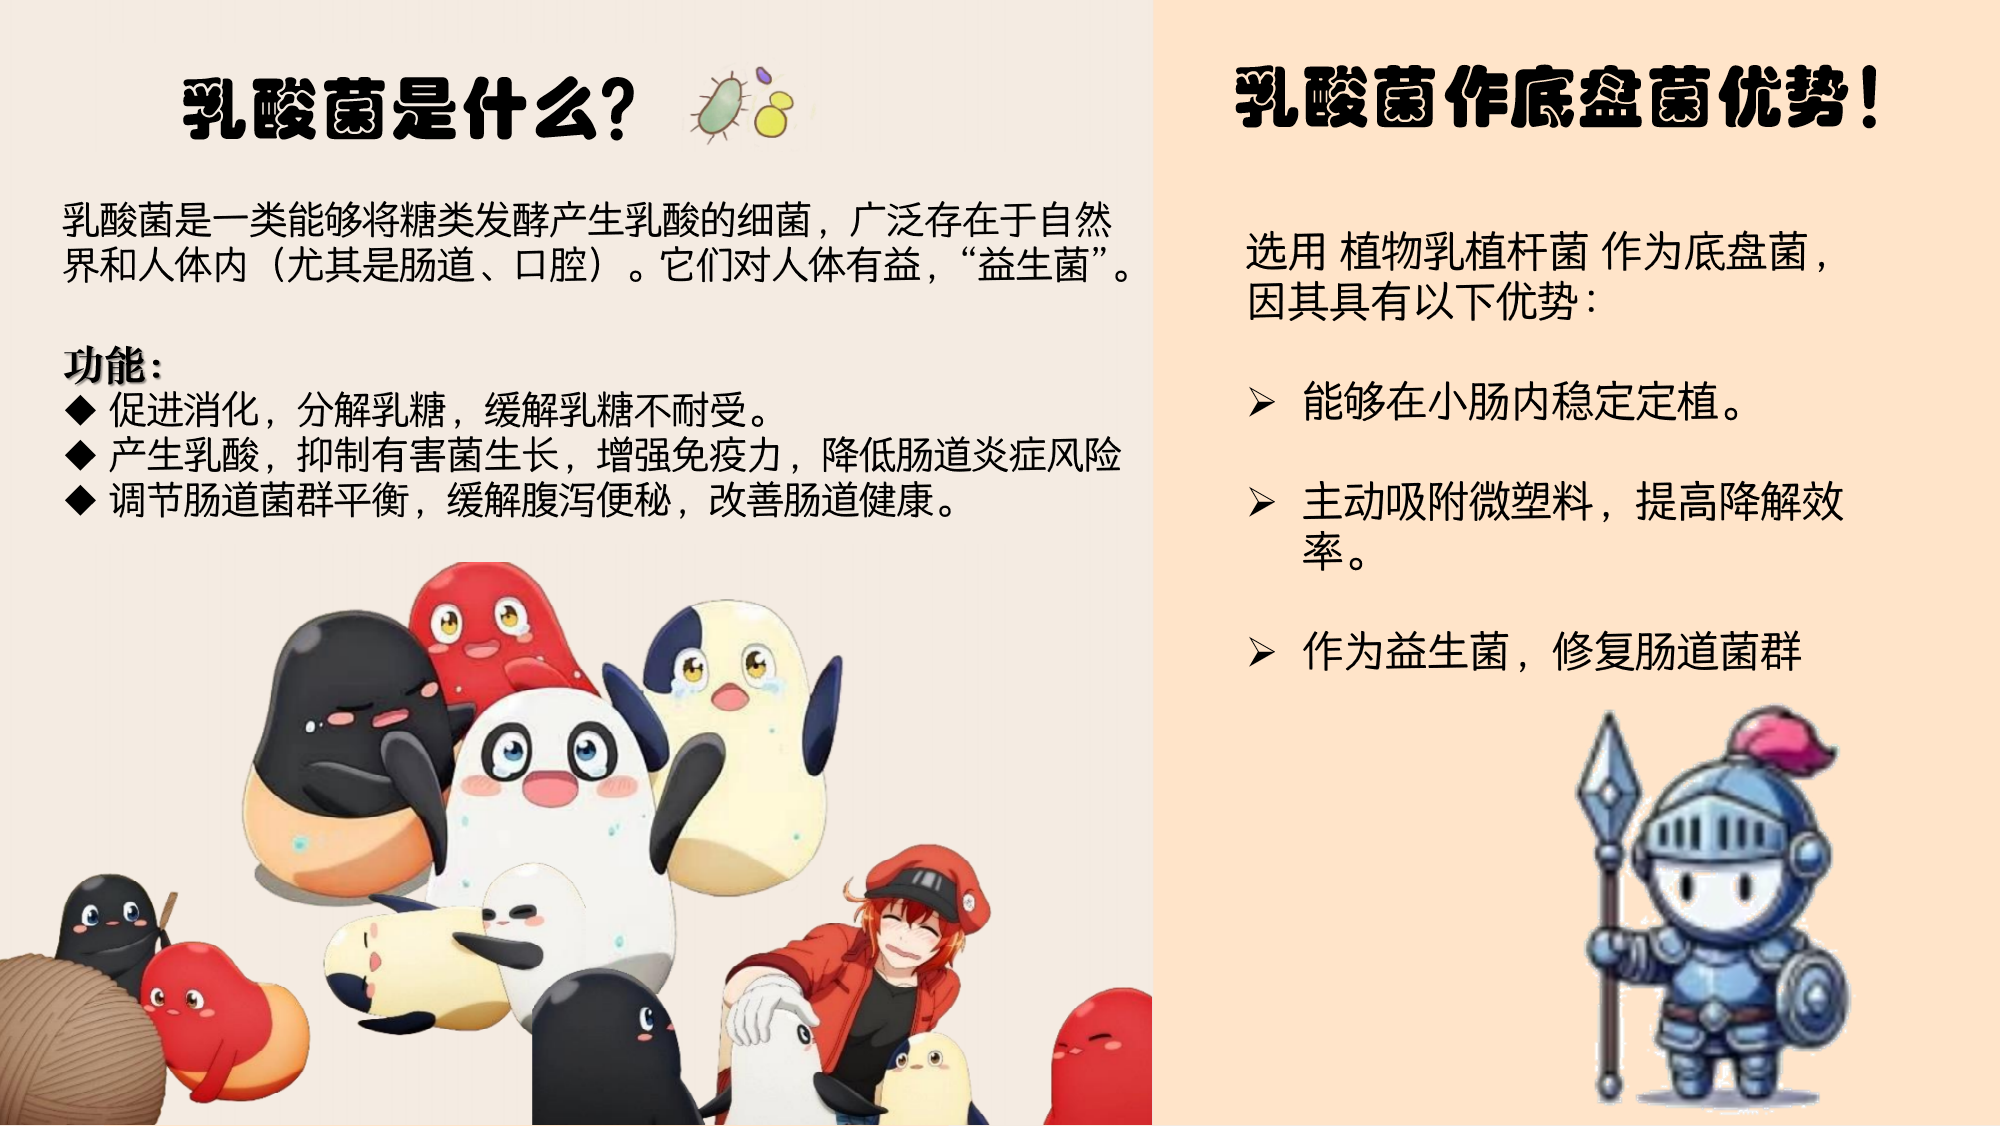 乳酸菌是什么？
乳酸菌是一类能够将糖类发酵产生乳酸的细菌，广泛存在于自然
界和人体内（尤其是肠道、口腔）。它们对人体有益，“益生菌”。
功能：
◆ 促进消化，分解乳糖，缓解乳糖不耐受。
◆ 产生乳酸，抑制有害菌生长，增强免疫力，降低肠道炎症风险
◆ 调节肠道菌群平衡，缓解腹泻便秘，改善肠道健康。
乳酸菌作底盘菌优势！
选用 植物乳植杆菌 作为底盘菌，
因其具有以下优势：
➢ 能够在小肠内稳定定植。
➢ 主动吸附微塑料，提高降解效
率。
➢ 作为益生菌，修复肠道菌群